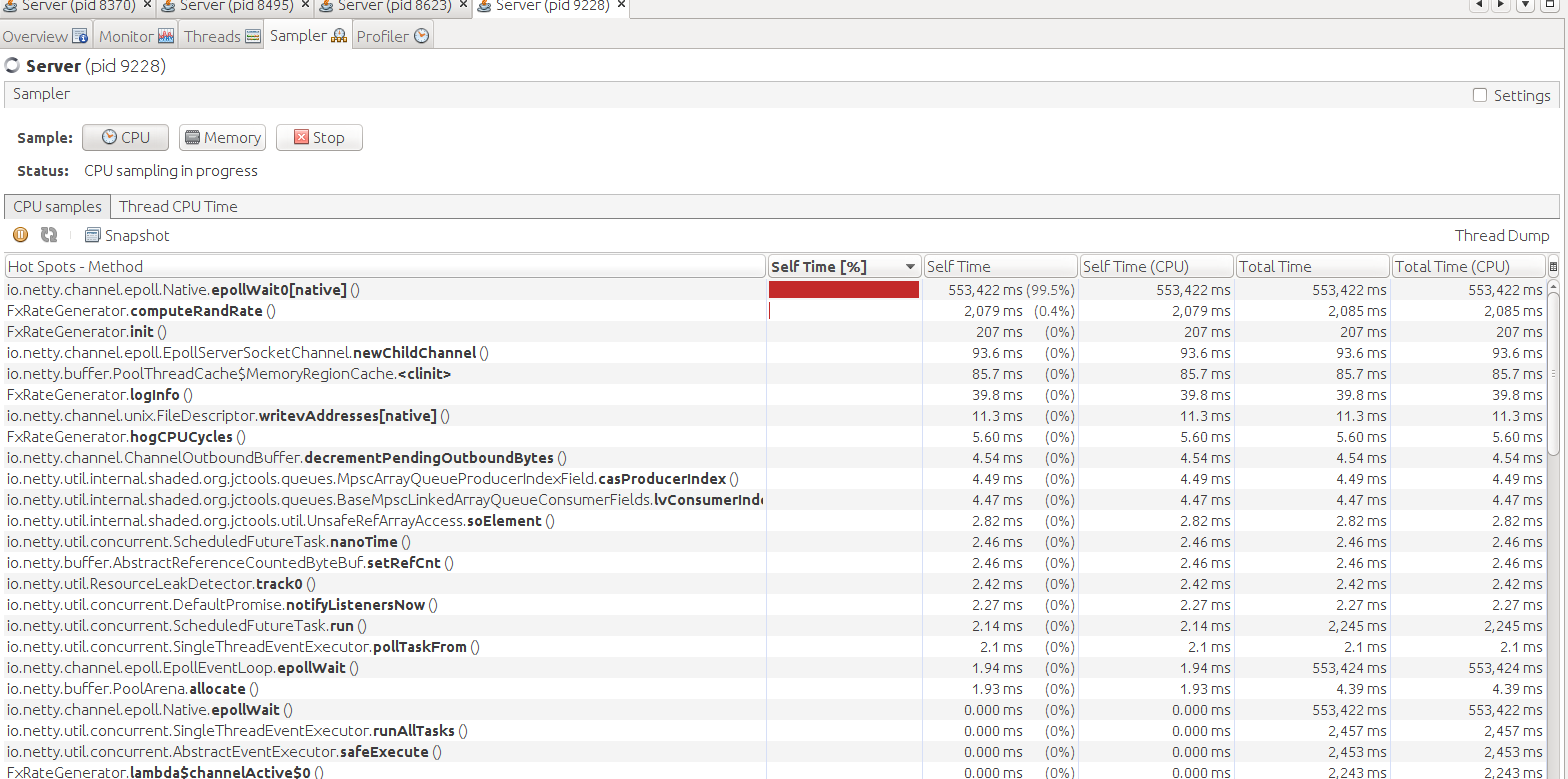 Server (pid 8370) Server (pid 8495) Server (pid 8623) Server (pid 9228)
Overview Monitor Threads Sampler Profiler
Server (pid 9228)
Sampler Settings
Sample: CPU Memory Stop
Status: CPU sampling in progress
CPU samples Thread CPU Time
Snapshot Thread Dump
Hot Spots - Method Self Time [%] Self Time Self Time (CPU) Total Time Total Time (CPU)
io.netty.channel.epoll.Native.epollWait0[native] () 553,422 ms (99.5%) 553,422 ms 553,422 ms 553,422 ms
FxRateGenerator.computeRandRate () 2,079 ms (0.4%) 2,079 ms 2,085 ms 2,085 ms
FxRateGenerator.init () 207 ms (0%) 207 ms 207 ms 207 ms
io.netty.channel.epoll.EpollServerSocketChannel.newChildChannel () 93.6 ms (0%) 93.6 ms 93.6 ms 93.6 ms
io.netty.buffer.PoolThreadCache$MemoryRegionCache.<clinit> 85.7 ms (0%) 85.7 ms 85.7 ms 85.7 ms
FxRateGenerator.logInfo () 39.8 ms (0%) 39.8 ms 39.8 ms 39.8 ms
io.netty.channel.unix.FileDescriptor.writevAddresses[native] () 11.3 ms (0%) 11.3 ms 11.3 ms 11.3 ms
FxRateGenerator.hogCPUCycles () 5.60 ms (0%) 5.60 ms 5.60 ms 5.60 ms
io.netty.channel.ChannelOutboundBuffer.decrementPendingOutboundBytes () 4.54 ms (0%) 4.54 ms 4.54 ms 4.54 ms
io.netty.util.internal.shaded.org.jctools.queues.MpscArrayQueueProducerIndexField.casProducerIndex () 4.49 ms (0%) 4.49 ms 4.49 ms 4.49 ms
io.netty.util.internal.shaded.org.jctools.queues.BaseMpscLinkedArrayQueueConsumerFields.lvConsumerInde 4.47 ms (0%) 4.47 ms 4.47 ms 4.47 ms
io.netty.util.internal.shaded.org.jctools.util.UnsafeRefArrayAccess.soElement () 2.82 ms (0%) 2.82 ms 2.82 ms 2.82 ms
io.netty.util.concurrent.ScheduledFutureTask.nanoTime () 2.46 ms (0%) 2.46 ms 2.46 ms 2.46 ms
io.netty.buffer.AbstractReferenceCountedByteBuf.setRefCnt () 2.46 ms (0%) 2.46 ms 2.46 ms 2.46 ms
io.netty.util.ResourceLeakDetector.track0 () 2.42 ms (0%) 2.42 ms 2.42 ms 2.42 ms
io.netty.util.concurrent.DefaultPromise.notifyListenersNow () 2.27 ms (0%) 2.27 ms 2.27 ms 2.27 ms
io.netty.util.concurrent.ScheduledFutureTask.run () 2.14 ms (0%) 2.14 ms 2,245 ms 2,245 ms
io.netty.util.concurrent.SingleThreadEventExecutor.pollTaskFrom () 2.1 ms (0%) 2.1 ms 2.1 ms 2.1 ms
io.netty.channel.epoll.EpollEventLoop.epollWait () 1.94 ms (0%) 1.94 ms 553,424 ms 553,424 ms
io.netty.buffer.PoolArena.allocate () 1.93 ms (0%) 1.93 ms 4.39 ms 4.39 ms
io.netty.channel.epoll.Native.epollWait () 0.000 ms (0%) 0.000 ms 553,422 ms 553,422 ms
io.netty.util.concurrent.SingleThreadEventExecutor.runAllTasks () 0.000 ms (0%) 0.000 ms 2,457 ms 2,457 ms
io.netty.util.concurrent.AbstractEventExecutor.safeExecute () 0.000 ms (0%) 0.000 ms 2,453 ms 2,453 ms
FxRateGenerator.lambda$channelActive$0 () 0.000 ms (0%) 0.000 ms 2,243 ms 2,243 ms